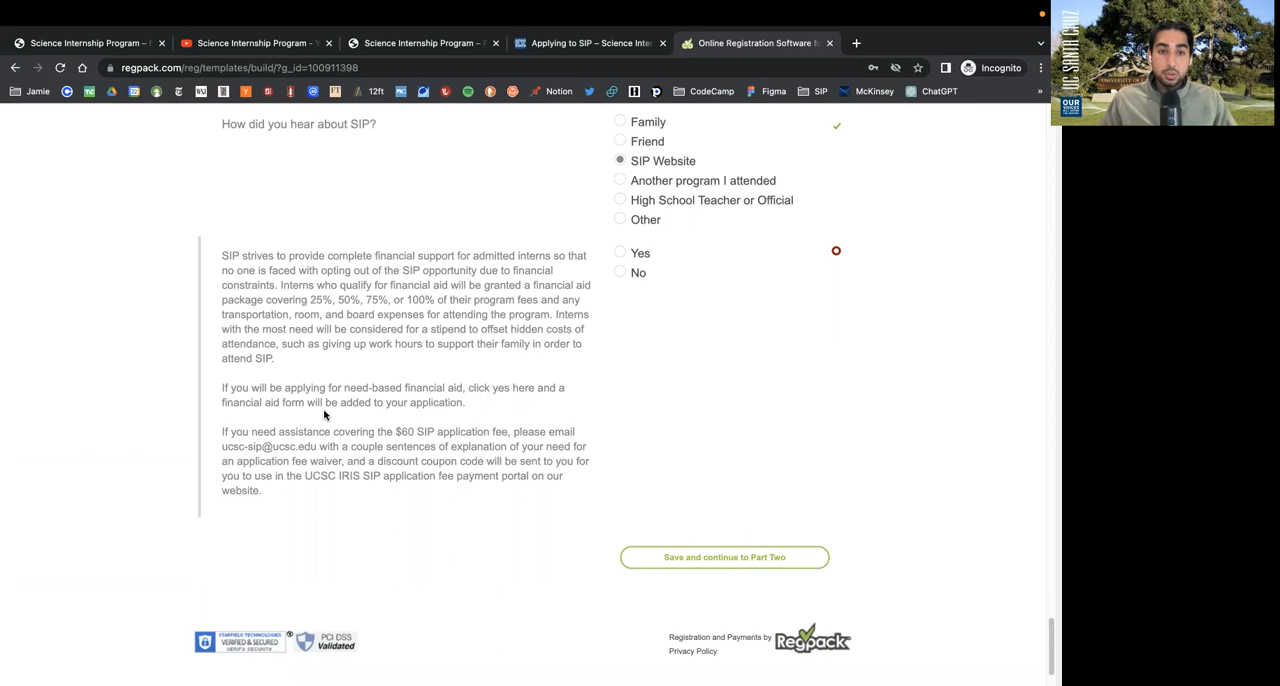 Science Internship Program – F
Science Internship Program - Y
Science Internship Program – F
Applying to SIP – Science Inter
Online Registration Software fo
regpack.com/reg/templates/build/?g_id=100911398
Incognito
Jamie
12ft
Notion
CodeCamp
Figma
SIP
McKinsey
ChatGPT
»
UC SANTA CRUZ
OUR VOICES
How did you hear about SIP?
Family
Friend
SIP Website
Another program I attended
High School Teacher or Official
Other
SIP strives to provide complete financial support for admitted interns so that
no one is faced with opting out of the SIP opportunity due to financial
constraints. Interns who qualify for financial aid will be granted a financial aid
package covering 25%, 50%, 75%, or 100% of their program fees and any
transportation, room, and board expenses for attending the program. Interns
with the most need will be considered for a stipend to offset hidden costs of
attendance, such as giving up work hours to support their family in order to
attend SIP.
If you will be applying for need-based financial aid, click yes here and a
financial aid form will be added to your application.
If you need assistance covering the $60 SIP application fee, please email
ucsc-sip@ucsc.edu with a couple sentences of explanation of your need for
an application fee waiver, and a discount coupon code will be sent to you for
you to use in the UCSC IRIS SIP application fee payment portal on our
website.
Yes
No
Save and continue to Part Two
STARFIELD TECHNOLOGIES
VERIFIED & SECURED
VERIFY SECURITY
PCI DSS
Validated
Registration and Payments by
Regpack
Privacy Policy